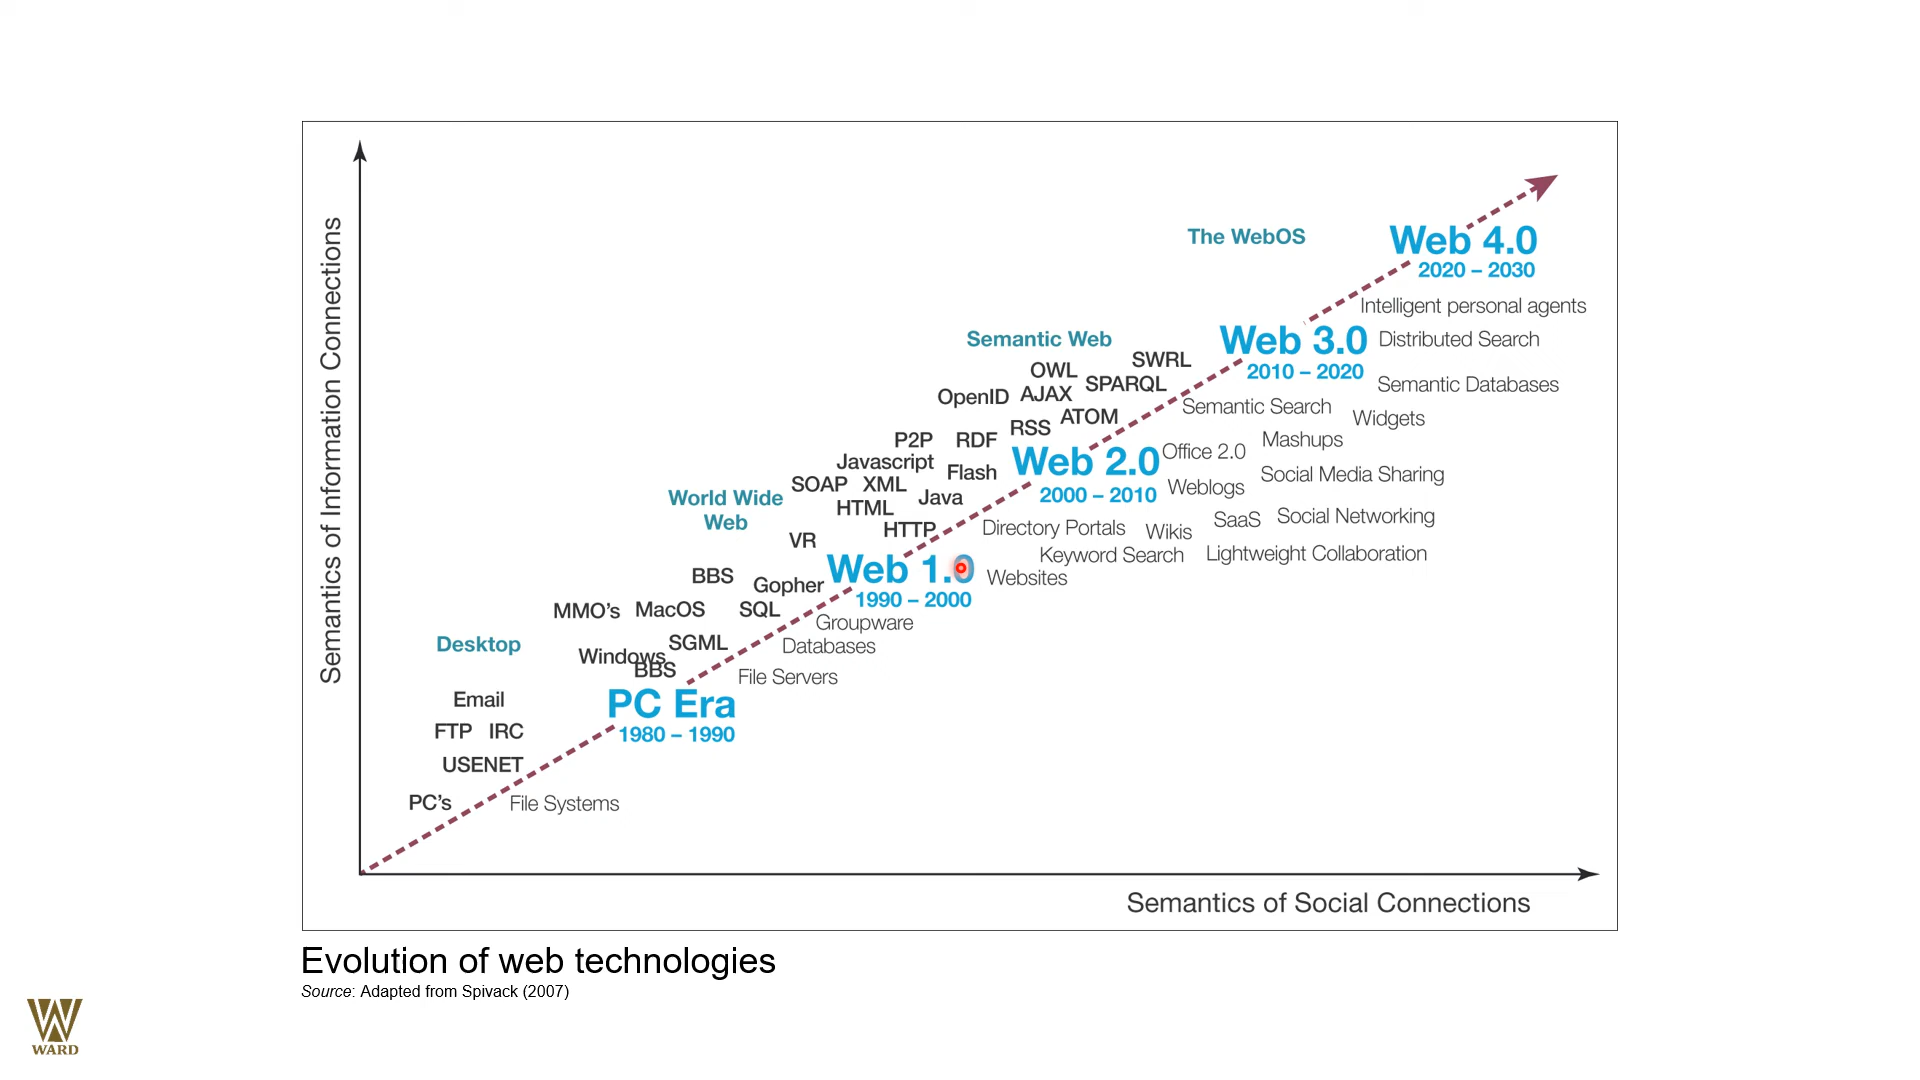 Semantics of Information Connections
The WebOS
Web 4.0
2020 – 2030
Intelligent personal agents
Semantic Web
Web 3.0
2010 – 2020
Distributed Search
SWRL
OWL
SPARQL
Semantic Databases
OpenID
AJAX
Semantic Search
Widgets
ATOM
RSS
P2P
RDF
Mashups
Javascript
Flash
Web 2.0
2000 – 2010
Office 2.0
Social Media Sharing
SOAP
XML
Weblogs
World Wide
Web
HTML
Java
SaaS
Social Networking
HTTP
Directory Portals
Wikis
VR
Keyword Search
Lightweight Collaboration
BBS
Gopher
Web 1.0
1990 – 2000
Websites
MMO's
MacOS
SQL
Groupware
Desktop
SGML
Databases
Windows
BBS
File Servers
Email
PC Era
1980 – 1990
FTP
IRC
USENET
PC's
File Systems
Semantics of Social Connections
Evolution of web technologies
Source: Adapted from Spivack (2007)
WARD